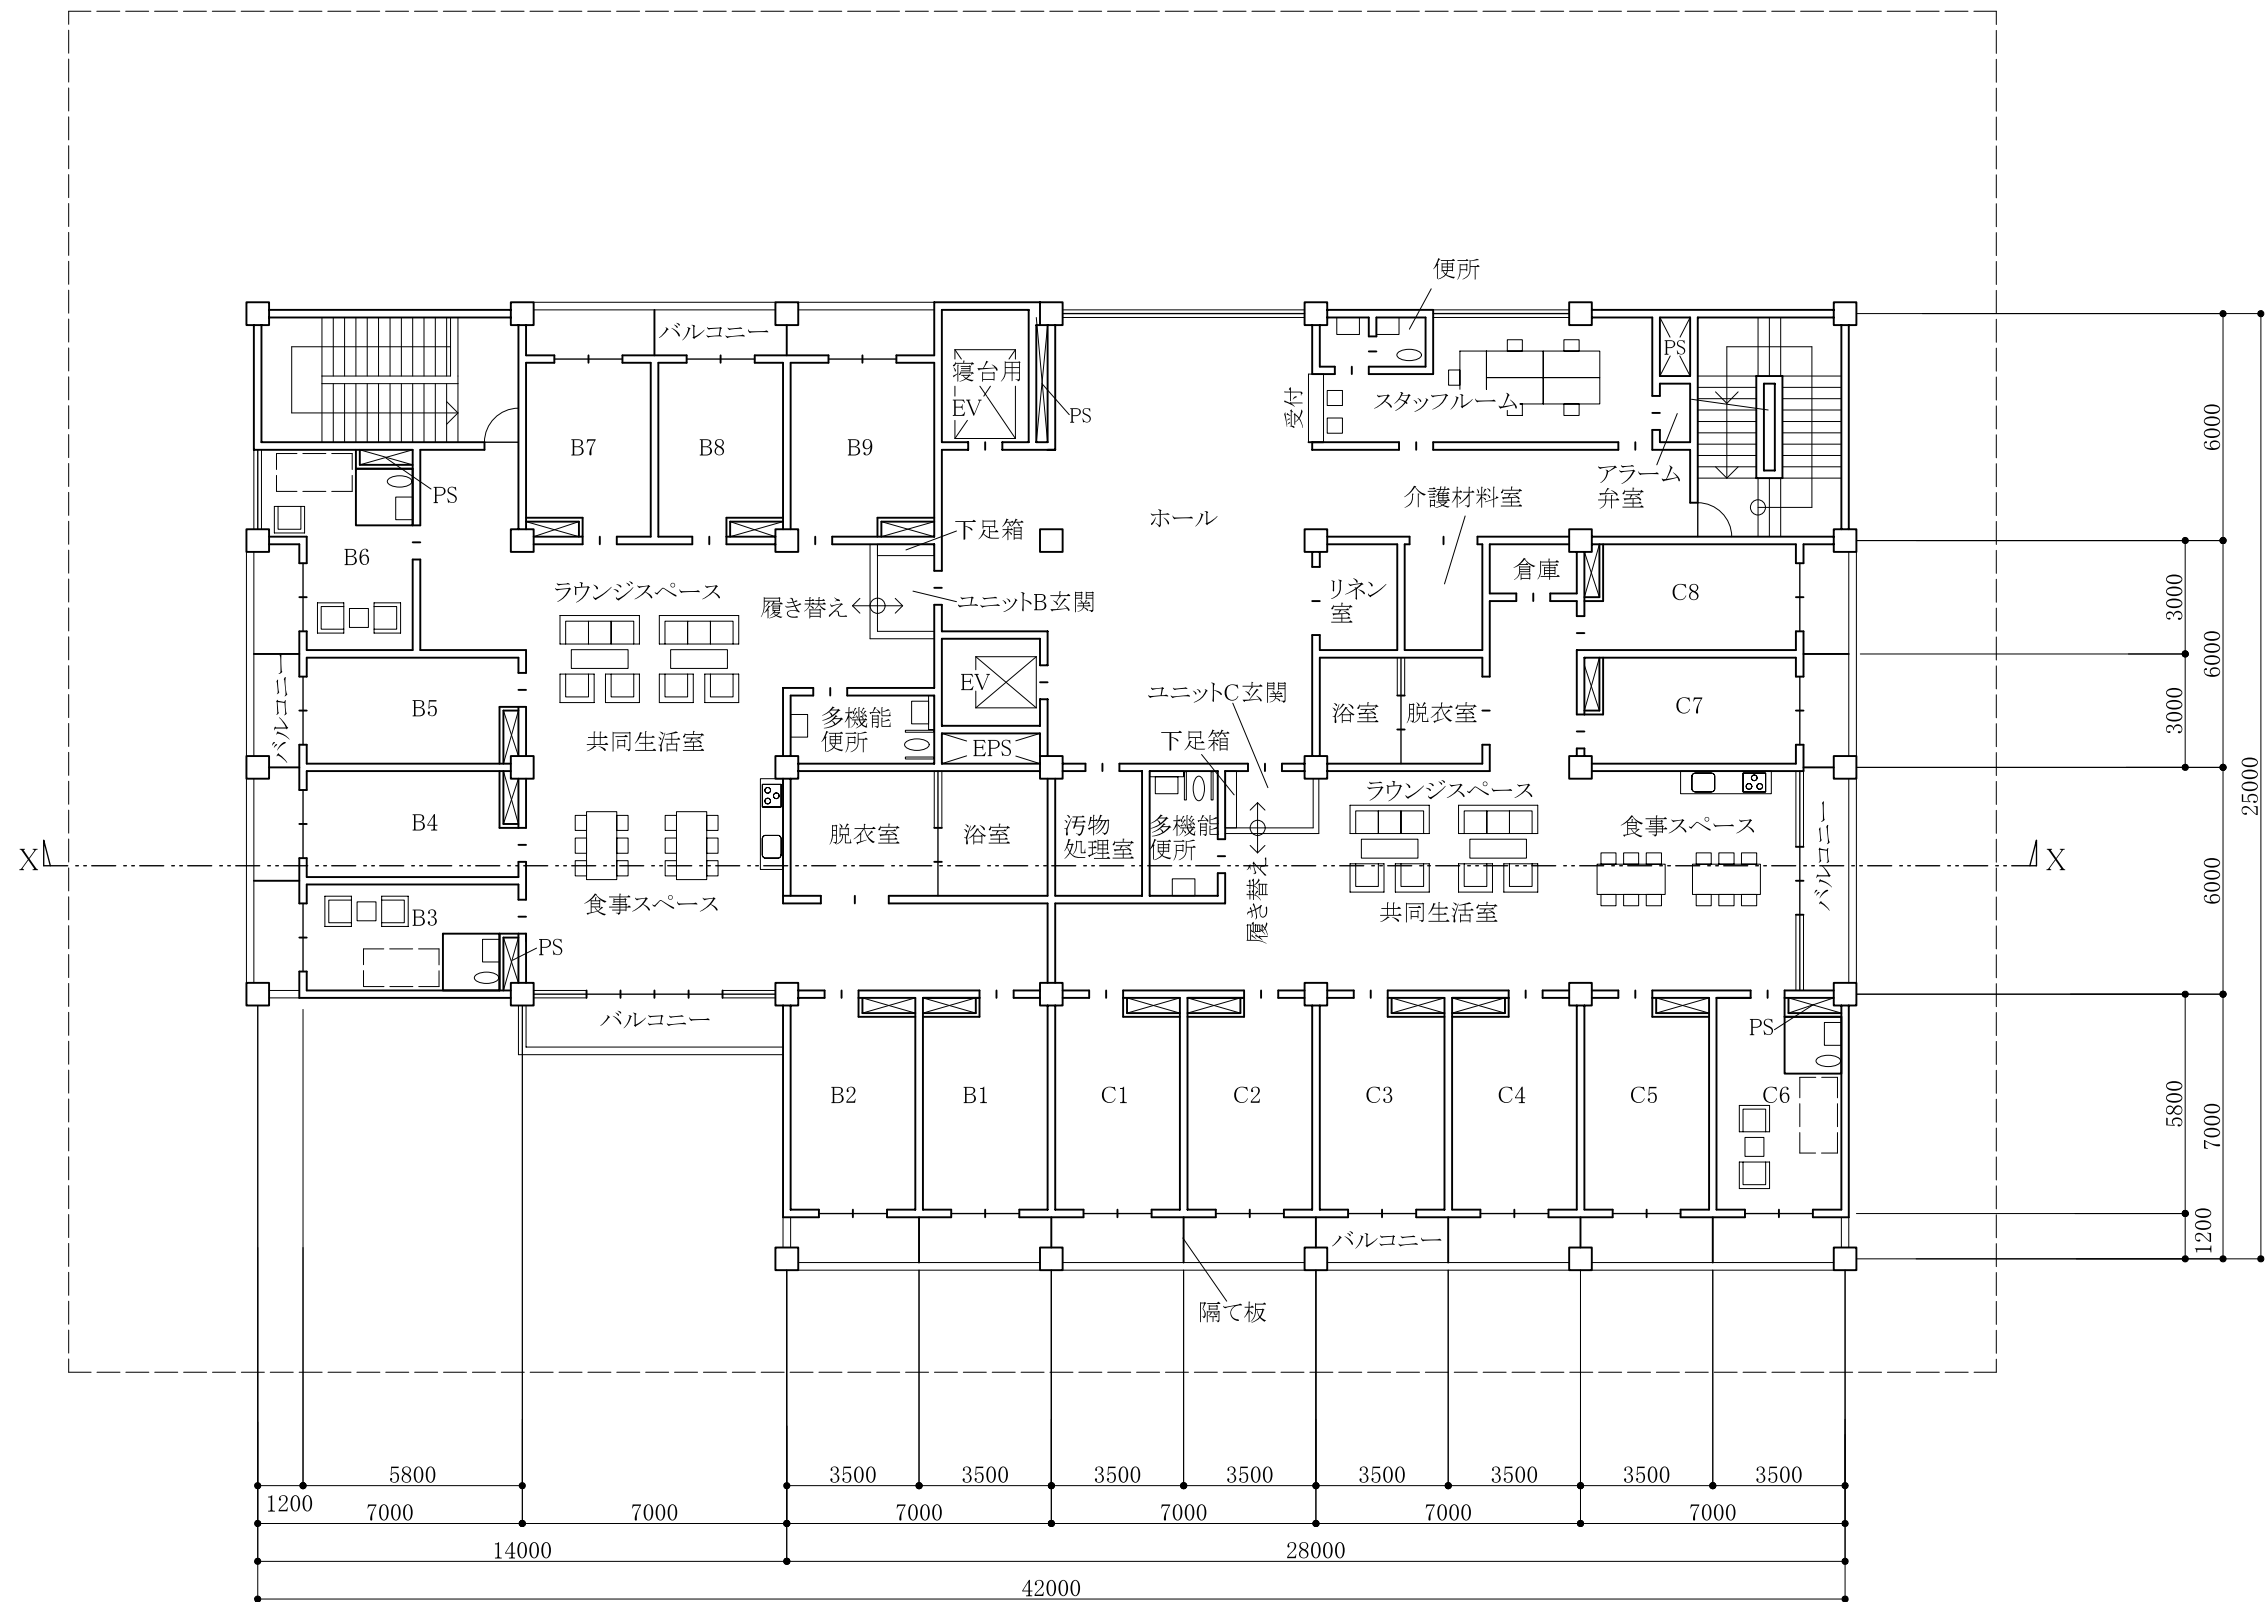 便所
バルコニー
寝台用
EV
PS
受付
スタッフルーム
PS
B7
B8
B9
PS
アラーム
弁室
介護材料室
ホール
下足箱
B6
ラウンジスペース
履き替え
ユニットB玄関
リネン
室
倉庫
C8
バルコニー
B5
共同生活室
多機能
便所
EV
EPS
ユニットC玄関
下足箱
浴室
脱衣室
C7
B4
脱衣室
浴室
汚物
処理室
多機能
便所
履き替え
ラウンジスペース
食事スペース
バルコニー
X
X
B3
PS
食事スペース
共同生活室
バルコニー
PS
B2
B1
C1
C2
C3
C4
C5
C6
バルコニー
隔て板
6000
3000
6000
3000
25000
6000
5800
7000
1200
5800
3500
3500
3500
3500
3500
3500
3500
3500
1200
7000
7000
7000
7000
7000
7000
14000
28000
42000